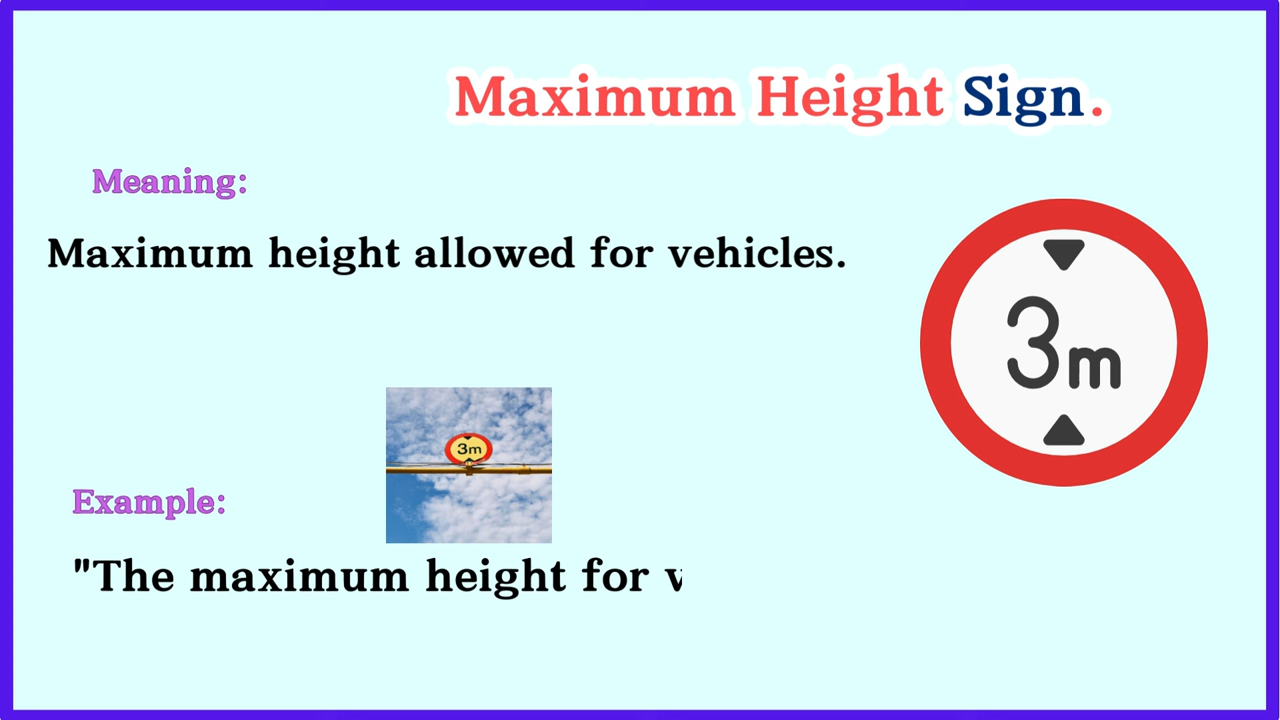 Maximum Height Sign.
Meaning:
Maximum height allowed for vehicles.
3m
3m
Example:
"The maximum height for